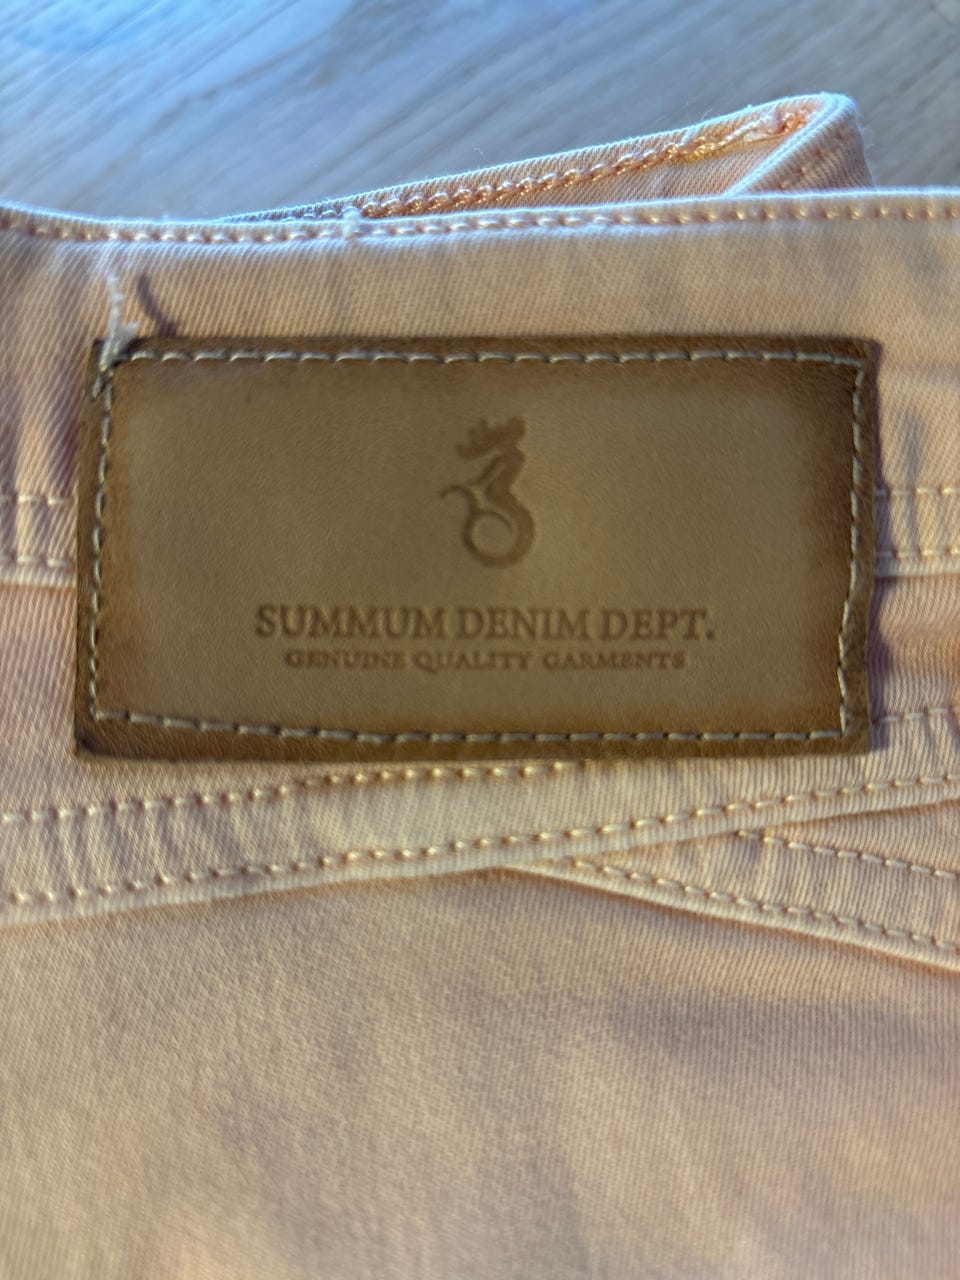 SUMMUM DENIM DEPT.
GENUINE QUALITY GARMENTS